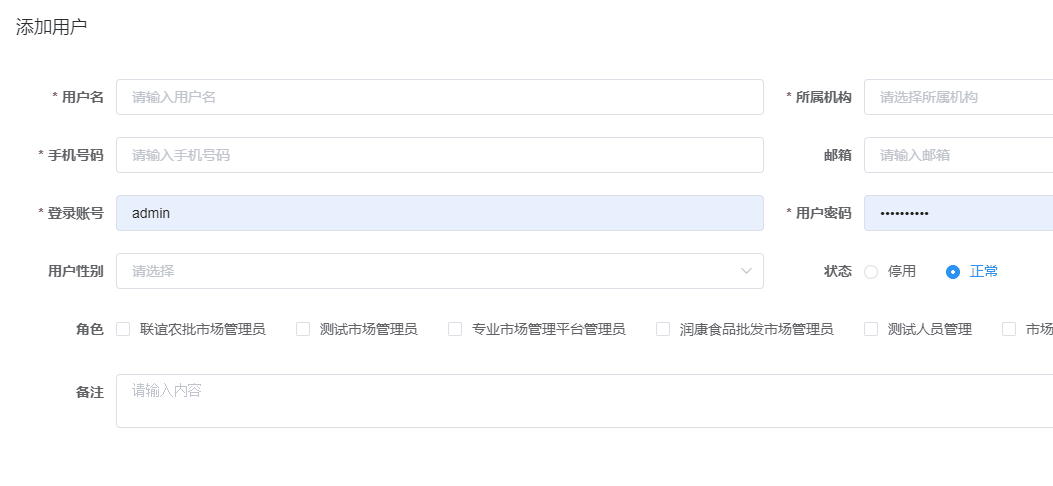 添加用户
* 用户名 请输入用户名 * 所属机构 请选择所属机构
* 手机号码 请输入手机号码 邮箱 请输入邮箱
* 登录账号 admin * 用户密码 ••••••••••
用户性别 请选择 状态 停用 正常
角色 联谊农批市场管理员 测试市场管理员 专业市场管理平台管理员 润康食品批发市场管理员 测试人员管理 市场
备注 请输入内容